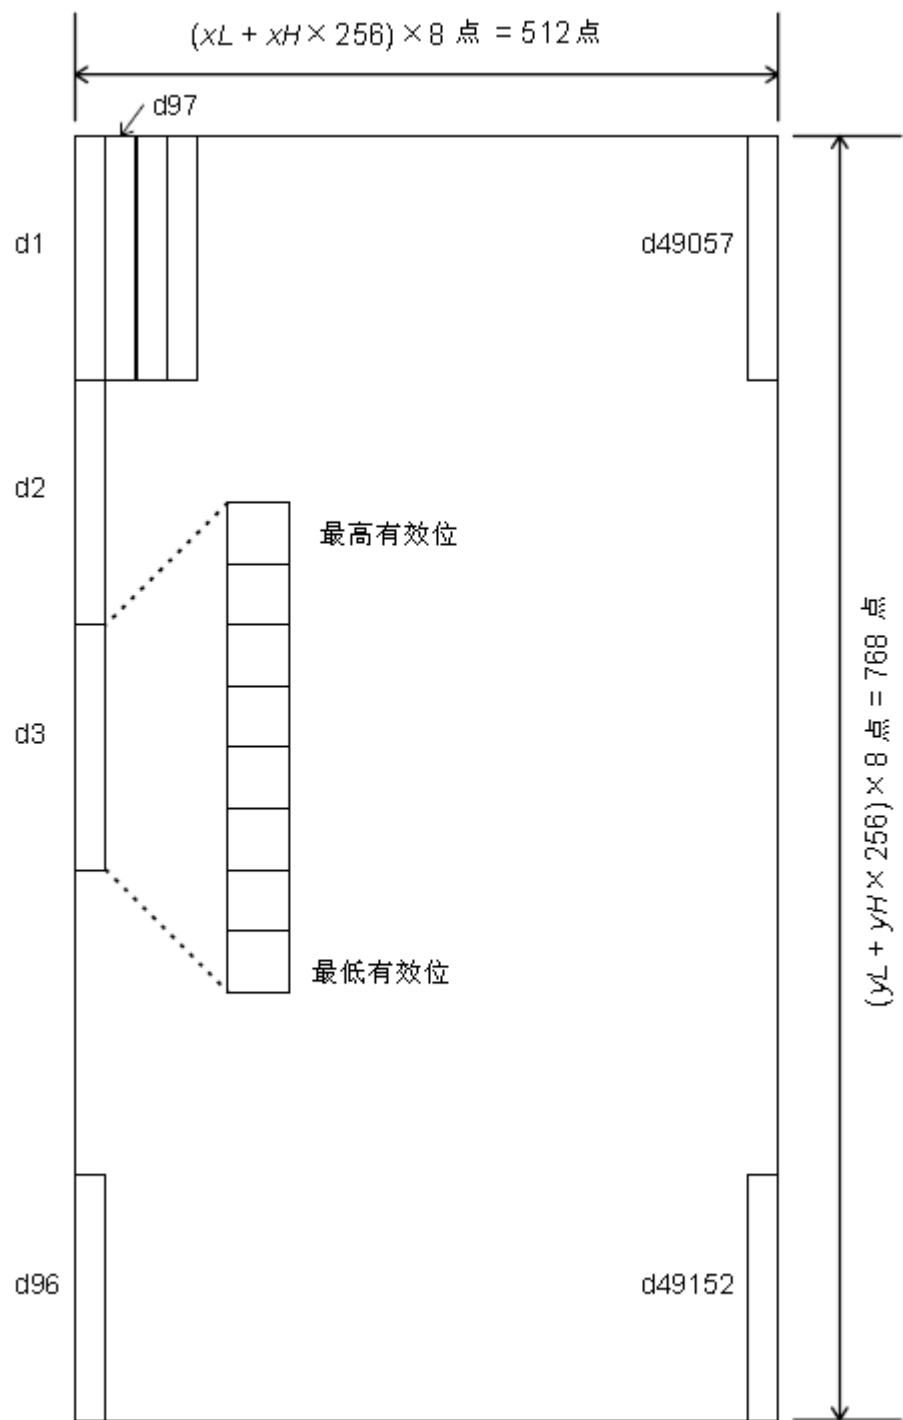 (xL + xH × 256) × 8 点 = 512点
d97
d1
d49057
d2
最高有效位
d3
(yL + yH × 256) × 8 点 = 768 点
最低有效位
d96
d49152